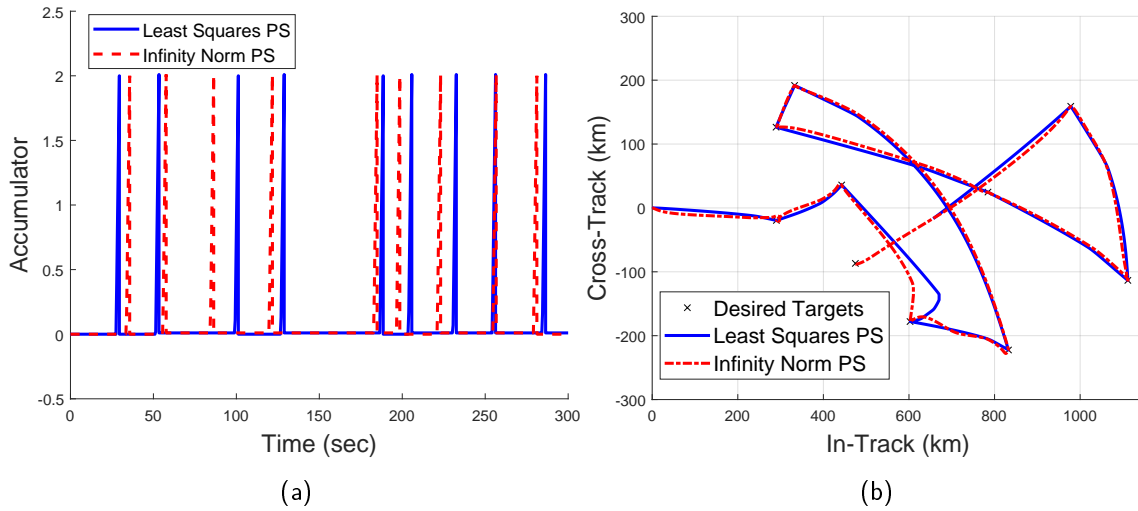 2.5
2
1.5
1
0.5
0
-0.5
Accumulator
Least Squares PS
Infinity Norm PS
0 50 100 150 200 250 300
Time (sec)
(a)
300
200
100
0
-100
-200
-300
Cross-Track (km)
Desired Targets
Least Squares PS
Infinity Norm PS
0 200 400 600 800 1000
In-Track (km)
(b)